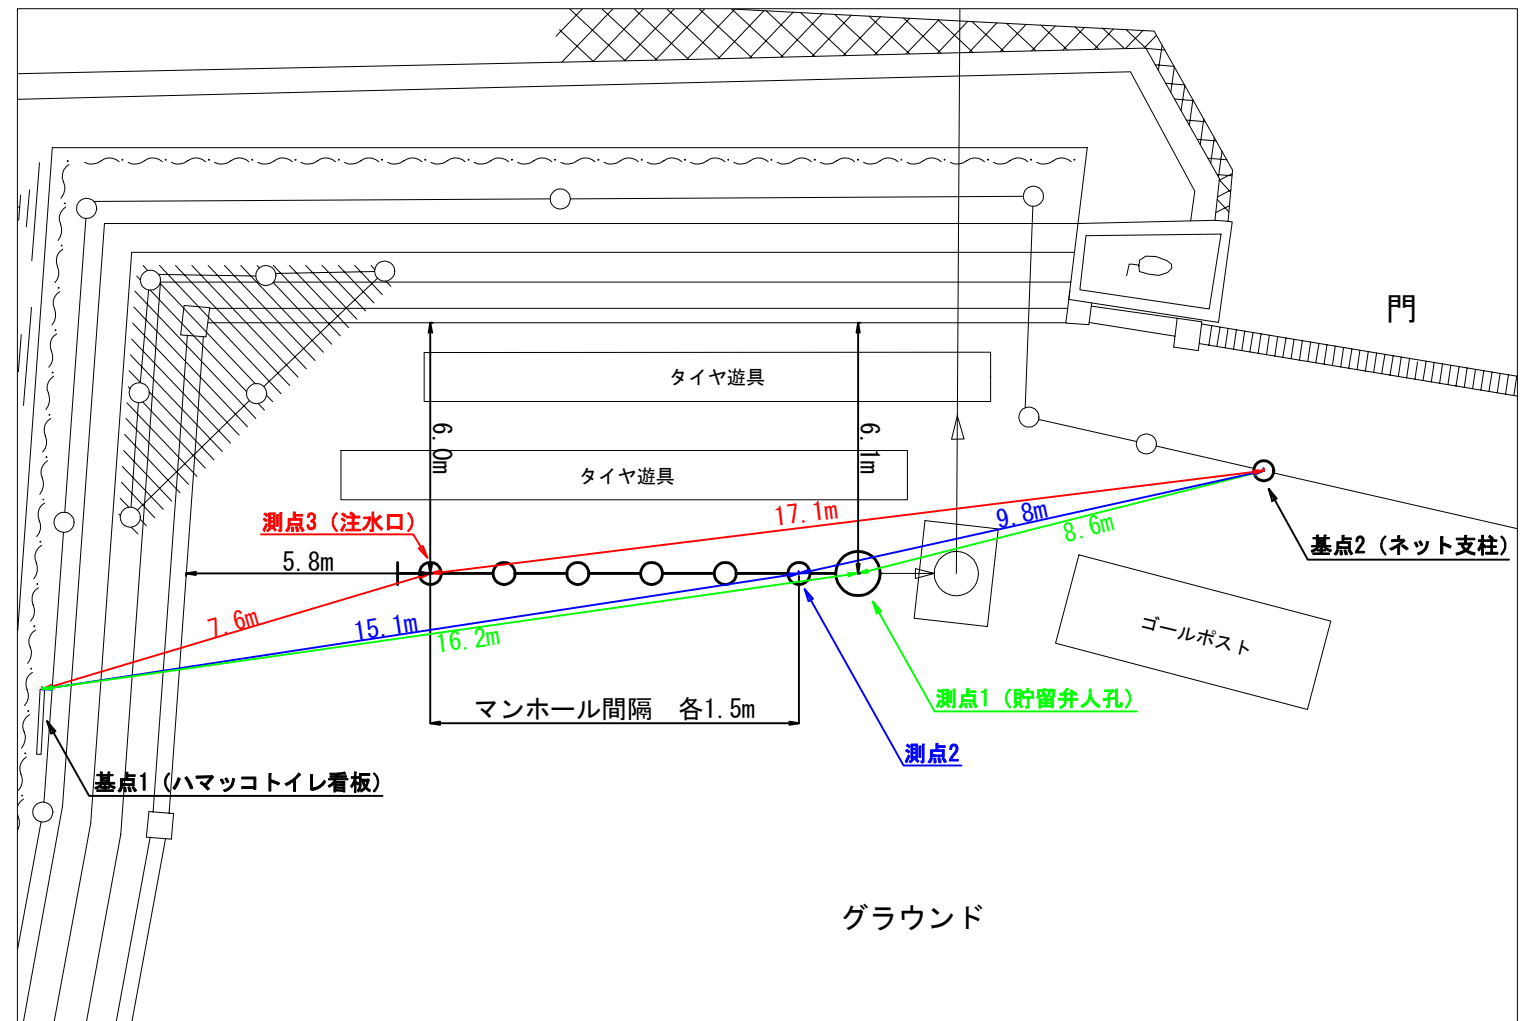 門
タイヤ遊具
6.0m
6.1m
タイヤ遊具
測点3（注水口）
17.1m
9.8m
8.6m
基点2（ネット支柱）
5.8m
7.6m
15.1m
16.2m
ゴールポスト
測点1（貯留弁人孔）
マンホール間隔　各1.5m
測点2
基点1（ハマッコトイレ看板）
グラウンド